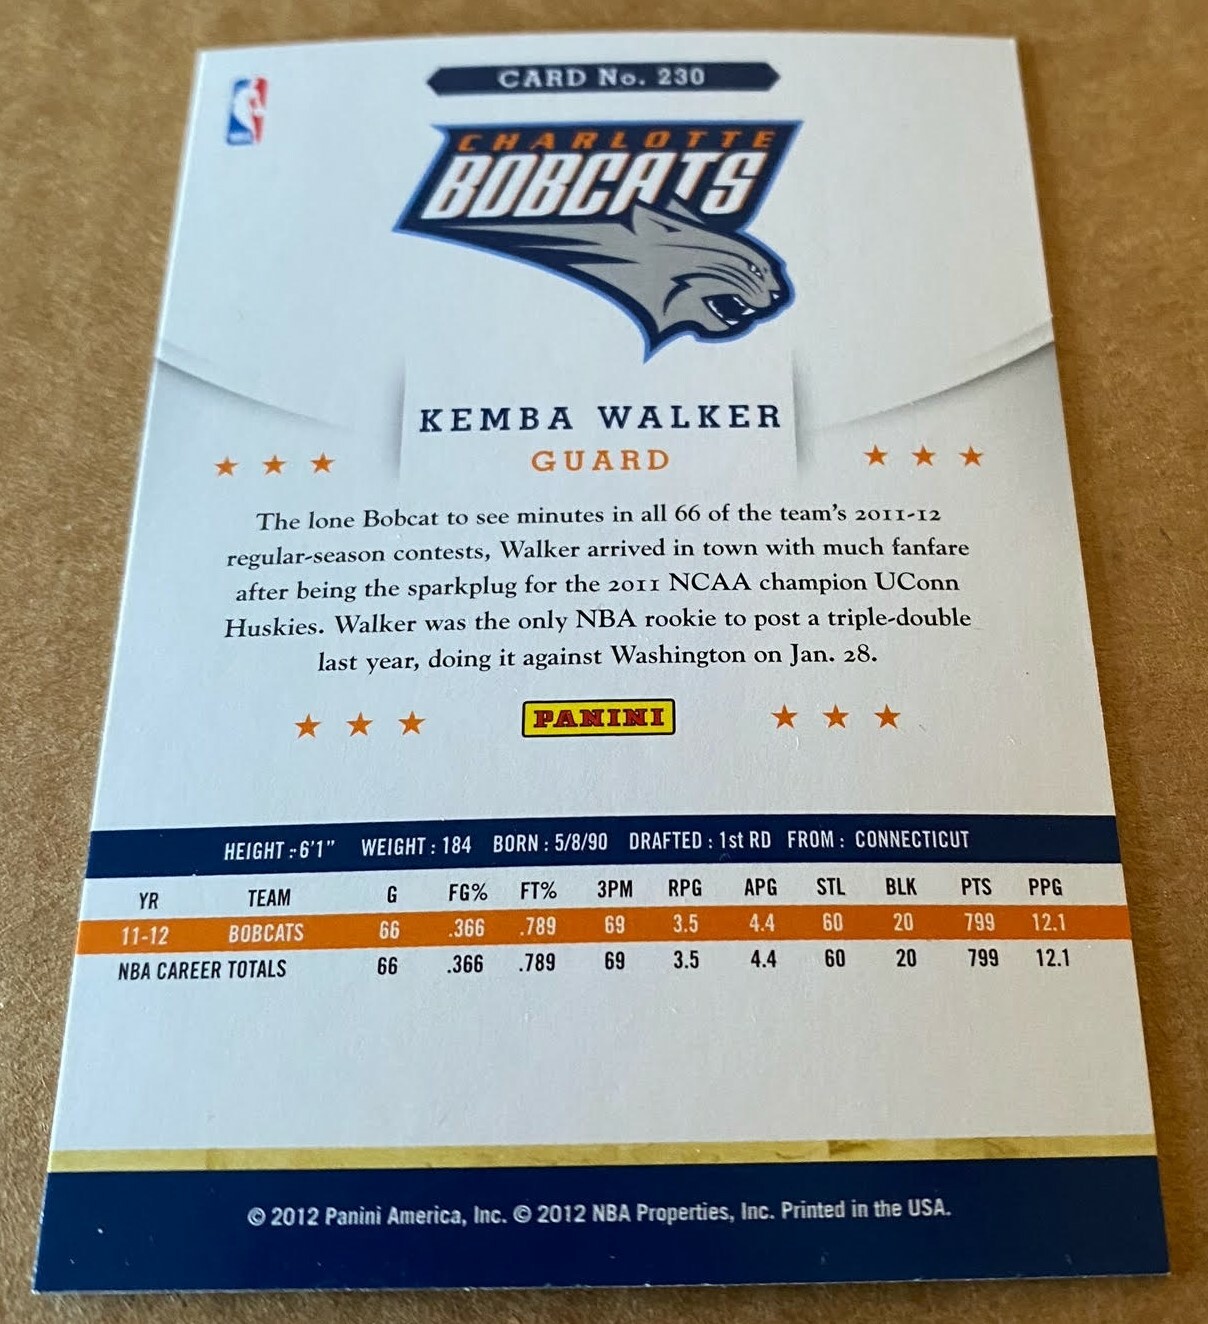 CARD No. 230
CHARLOTTE
BOBCATS
KEMBA WALKER
GUARD
The lone Bobcat to see minutes in all 66 of the team's 2011-12
regular-season contests, Walker arrived in town with much fanfare
after being the sparkplug for the 2011 NCAA champion UConn
Huskies. Walker was the only NBA rookie to post a triple-double
last year, doing it against Washington on Jan. 28.
PANINI
HEIGHT : 6'1" WEIGHT : 184 BORN : 5/8/90 DRAFTED : 1st RD FROM : CONNECTICUT
YR TEAM G FG% FT% 3PM RPG APG STL BLK PTS PPG
11-12 BOBCATS 66 .366 .789 69 3.5 4.4 60 20 799 12.1
NBA CAREER TOTALS 66 .366 .789 69 3.5 4.4 60 20 799 12.1
© 2012 Panini America, Inc. © 2012 NBA Properties, Inc. Printed in the USA.